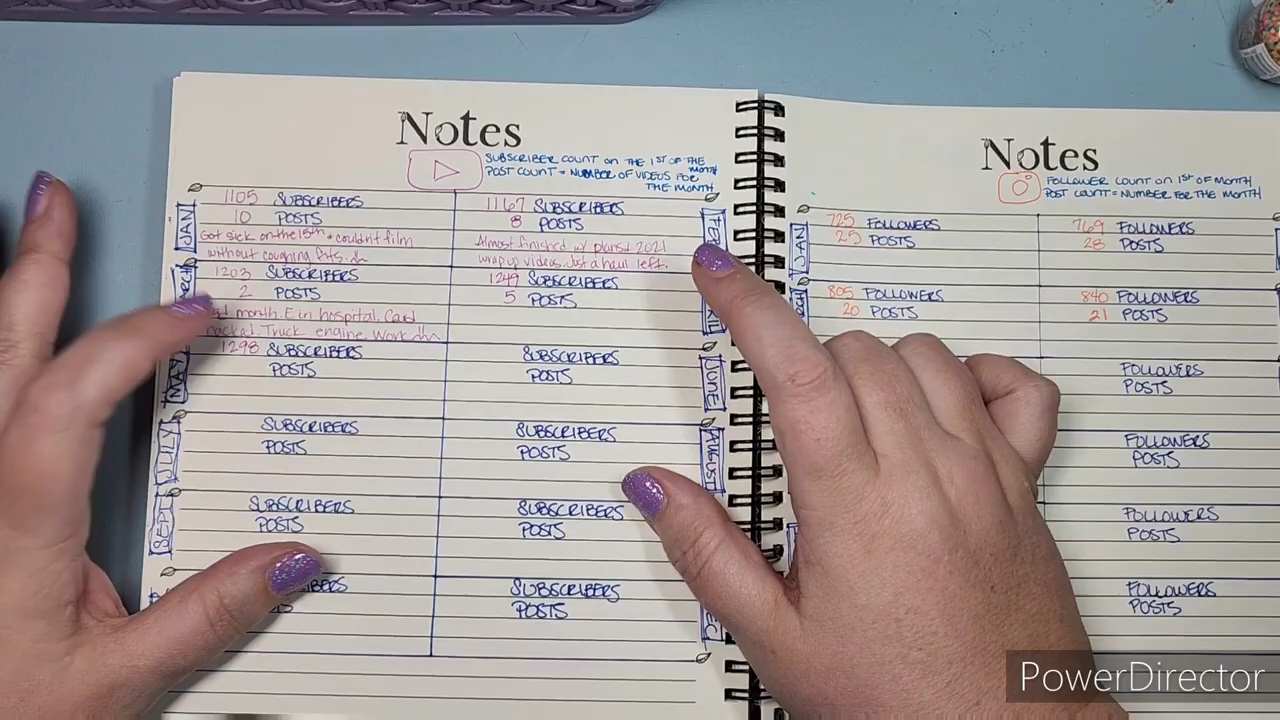 Notes
SUBSCRIBER COUNT ON THE 1ST OF THE MONTH
POST COUNT = NUMBER OF VIDEOS FOR THE MONTH
JAN
1105 SUBSCRIBERS
10 POSTS
Got sick on the 15th + couldn't film
without coughing fits.
1167 SUBSCRIBERS
8 POSTS
Almost finished w/ plans! 2021
wrap up videos. Just a haul left.
1203 SUBSCRIBERS
2 POSTS
month. E in hospital. Card
hacked. Truck engine. Work
1249 SUBSCRIBERS
5 POSTS
MAY
1298 SUBSCRIBERS
POSTS
SUBSCRIBERS
POSTS
JUNE
JULY
SUBSCRIBERS
POSTS
SUBSCRIBERS
POSTS
AUGUST
SEPT
SUBSCRIBERS
POSTS
SUBSCRIBERS
POSTS
SUBSCRIBERS
POSTS
Notes
FOLLOWER COUNT ON 1ST OF MONTH
POST COUNT = NUMBER FOR THE MONTH
JAN
725 FOLLOWERS
25 POSTS
769 FOLLOWERS
28 POSTS
805 FOLLOWERS
20 POSTS
840 FOLLOWERS
21 POSTS
FOLLOWERS
POSTS
FOLLOWERS
POSTS
FOLLOWERS
POSTS
FOLLOWERS
POSTS
PowerDirector